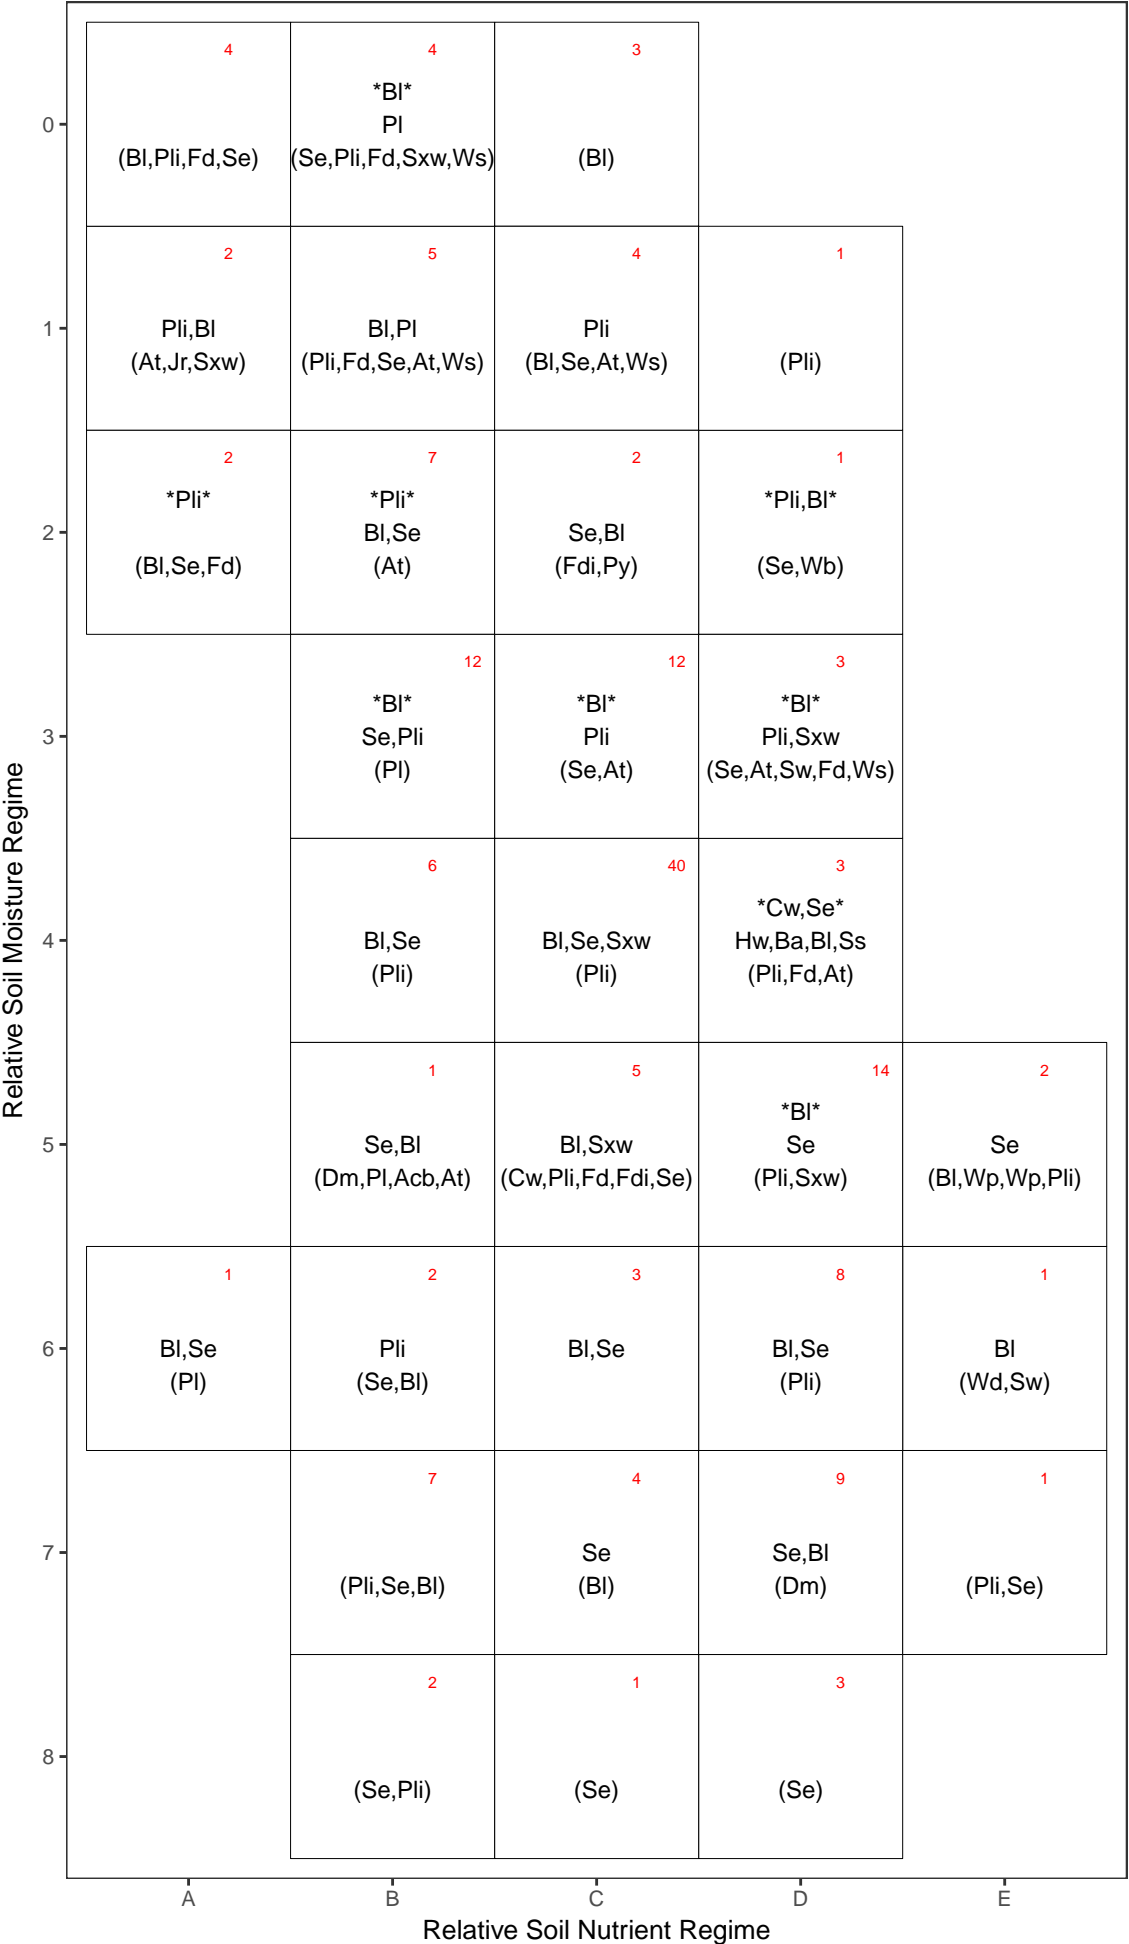 4
4
3
*Bl*
Pl
0
(Bl,Pli,Fd,Se)
(Se,Pli,Fd,Sxw,Ws)
(Bl)
2
5
4
1
1
Pli,Bl
Bl,Pl
Pli
(At,Jr,Sxw)
(Pli,Fd,Se,At,Ws)
(Bl,Se,At,Ws)
(Pli)
2
7
2
1
*Pli*
*Pli*
*Pli,Bl*
2
Bl,Se
Se,Bl
(Bl,Se,Fd)
(At)
(Fdi,Py)
(Se,Wb)
12
12
3
*Bl*
*Bl*
*Bl*
3
Se,Pli
Pli
Pli,Sxw
(Pl)
(Se,At)
(Se,At,Sw,Fd,Ws)
6
40
3
*Cw,Se*
4
Bl,Se
Bl,Se,Sxw
Hw,Ba,Bl,Ss
(Pli)
(Pli)
(Pli,Fd,At)
1
5
14
2
*Bl*
5
Se,Bl
Bl,Sxw
Se
Se
(Dm,Pl,Acb,At)
(Cw,Pli,Fd,Fdi,Se)
(Pli,Sxw)
(Bl,Wp,Wp,Pli)
1
2
3
8
1
6
Bl,Se
Pli
Bl,Se
Bl,Se
Bl
(Pl)
(Se,Bl)
(Pli)
(Wd,Sw)
7
4
9
1
7
Se
Se,Bl
(Pli,Se,Bl)
(Bl)
(Dm)
(Pli,Se)
2
1
3
8
(Se,Pli)
(Se)
(Se)
A
B
C
D
E
Relative Soil Nutrient Regime
Relative Soil Moisture Regime